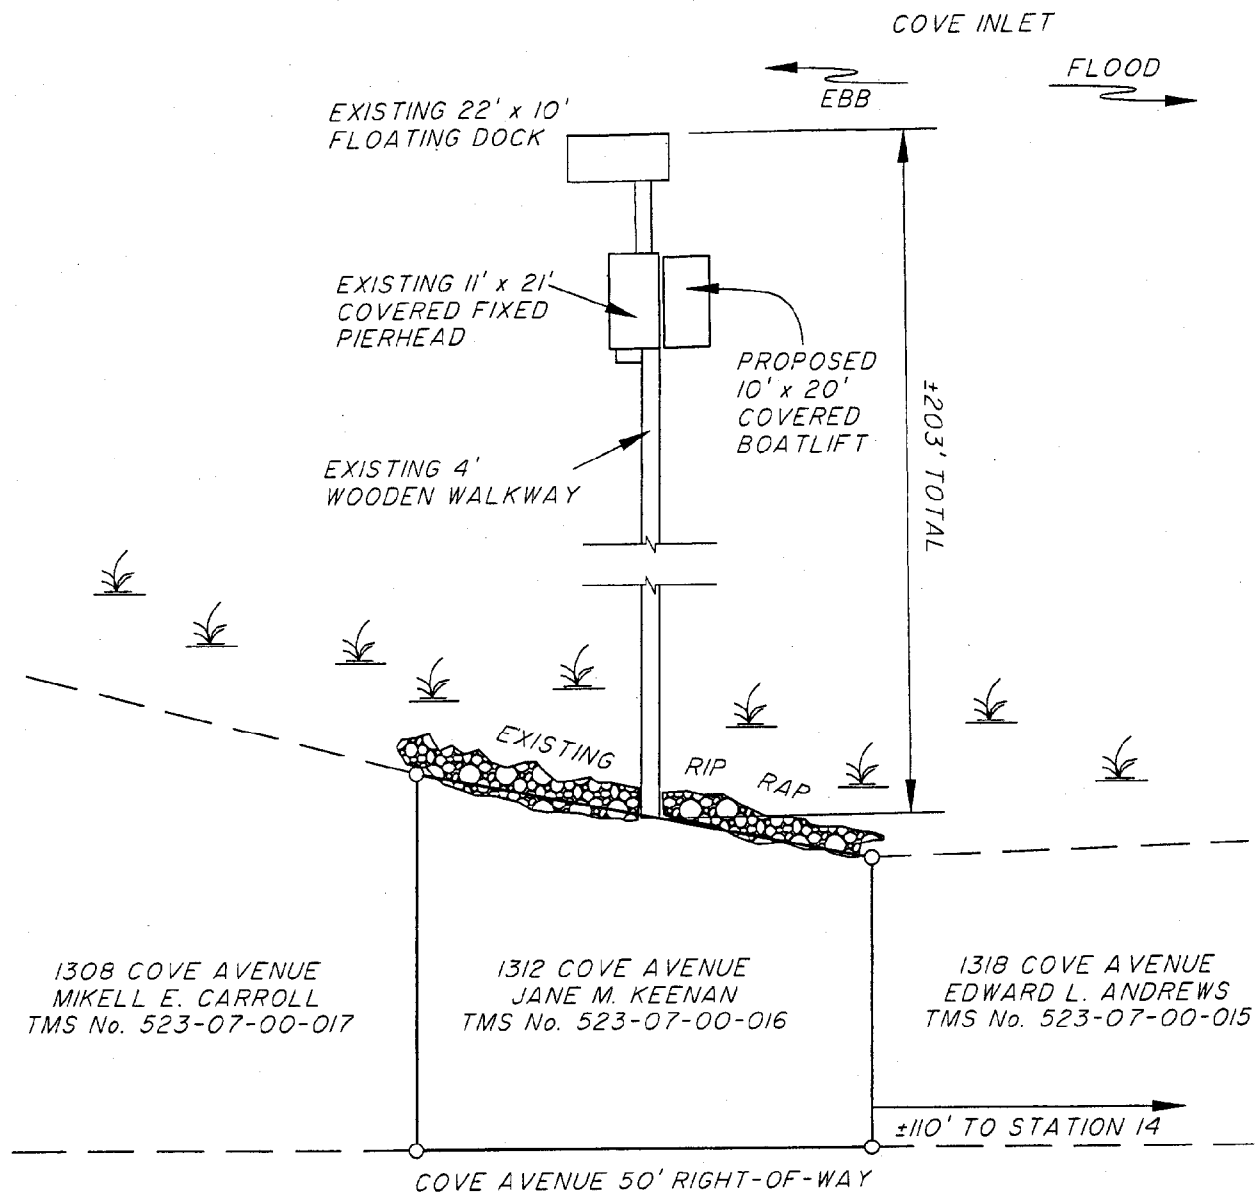 COVE INLET
EBB
FLOOD
EXISTING 22' x 10'
FLOATING DOCK
EXISTING 11' x 21'
COVERED FIXED
PIERHEAD
PROPOSED
10' x 20'
COVERED
BOATLIFT
±203' TOTAL
EXISTING 4'
WOODEN WALKWAY
EXISTING RIP RAP
1308 COVE AVENUE
MIKELL E. CARROLL
TMS No. 523-07-00-017
1312 COVE AVENUE
JANE M. KEENAN
TMS No. 523-07-00-016
1318 COVE AVENUE
EDWARD L. ANDREWS
TMS No. 523-07-00-015
±110' TO STATION 14
COVE AVENUE 50' RIGHT-OF-WAY